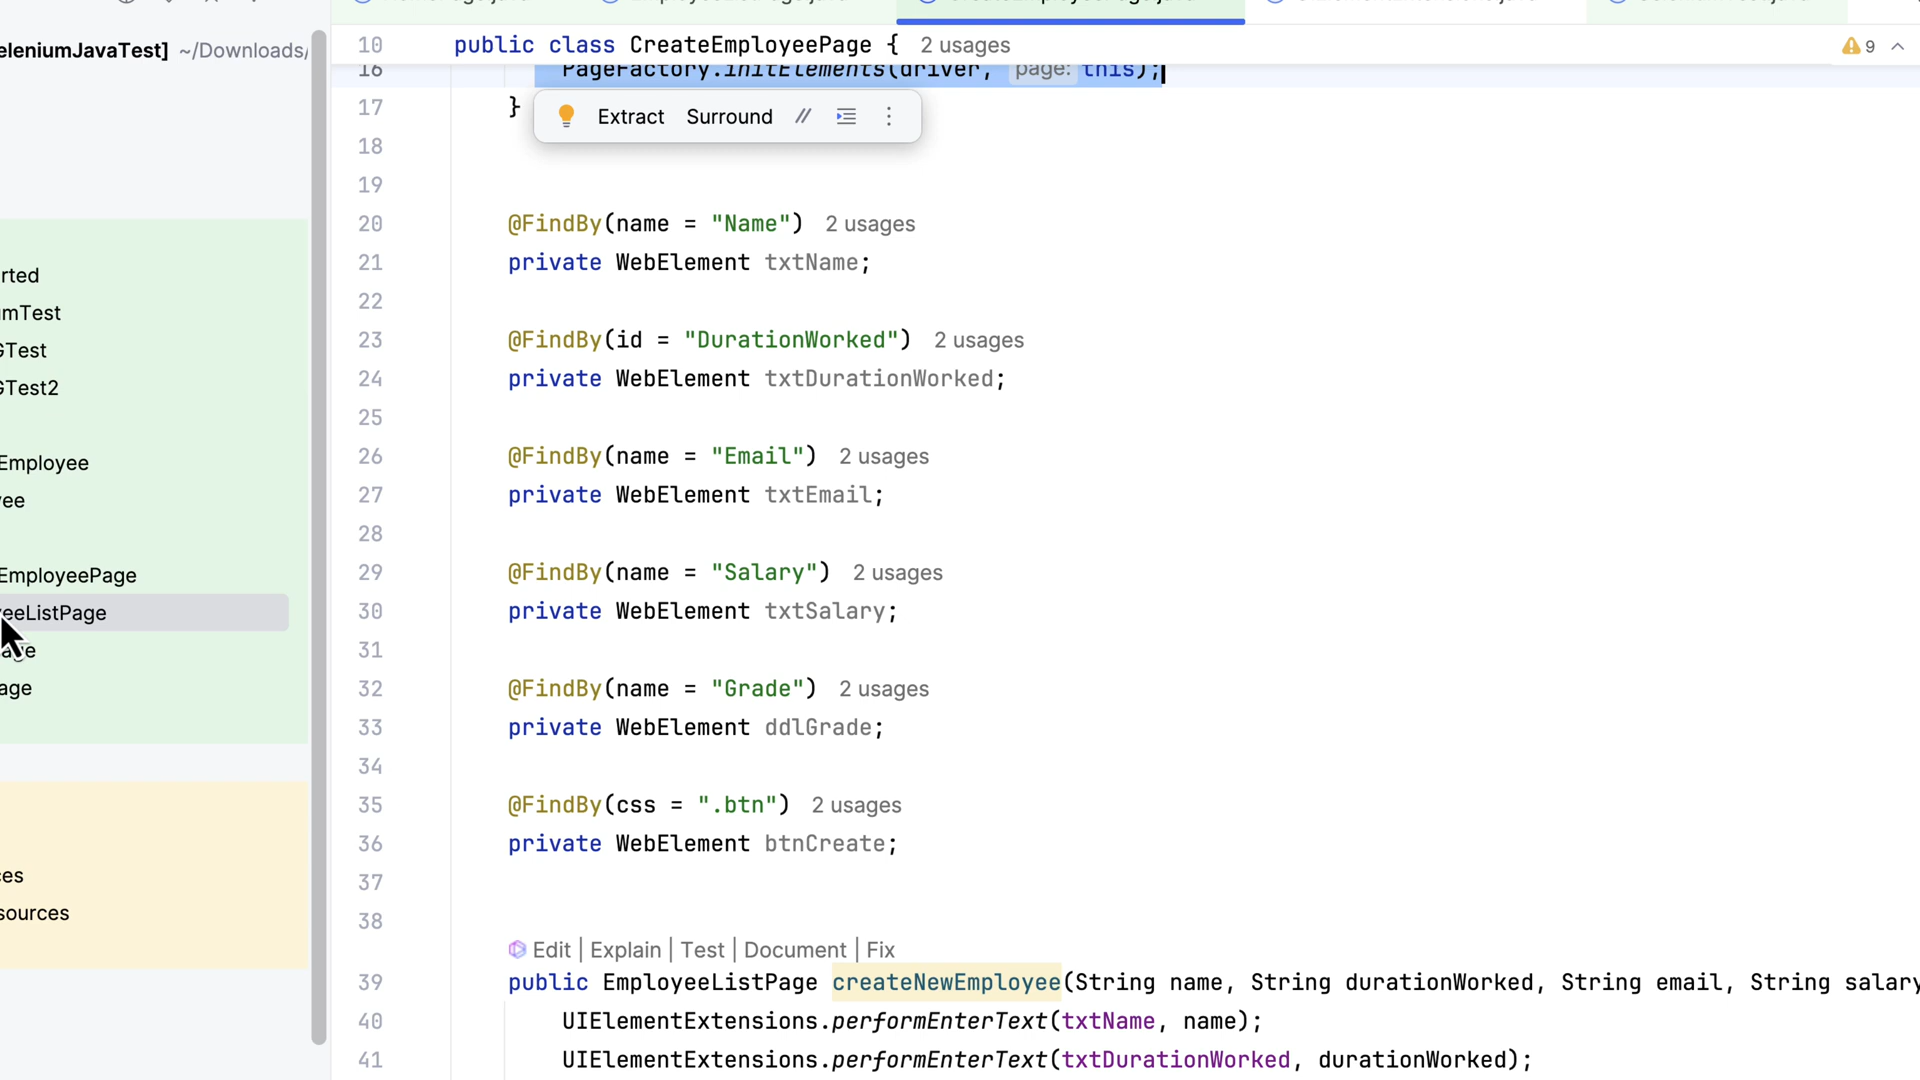 eleniumJavaTest] ~/Downloads/
10 public class CreateEmployeePage { 2 usages
9
16 PageFactory.initElements(driver, page: this);
17 }
Extract Surround //
18
19
20 @FindBy(name = "Name") 2 usages
21 private WebElement txtName;
22
23 @FindBy(id = "DurationWorked") 2 usages
24 private WebElement txtDurationWorked;
25
26 @FindBy(name = "Email") 2 usages
27 private WebElement txtEmail;
28
29 @FindBy(name = "Salary") 2 usages
30 private WebElement txtSalary;
31
32 @FindBy(name = "Grade") 2 usages
33 private WebElement ddlGrade;
34
35 @FindBy(css = ".btn") 2 usages
36 private WebElement btnCreate;
37
38
Edit | Explain | Test | Document | Fix
39 public EmployeeListPage createNewEmployee(String name, String durationWorked, String email, String salary
40 UIElementExtensions.performEnterText(txtName, name);
41 UIElementExtensions.performEnterText(txtDurationWorked, durationWorked);
rted
umTest
GTest
GTest2
Employee
yee
EmployeePage
eeListPage
age
age
ces
sources